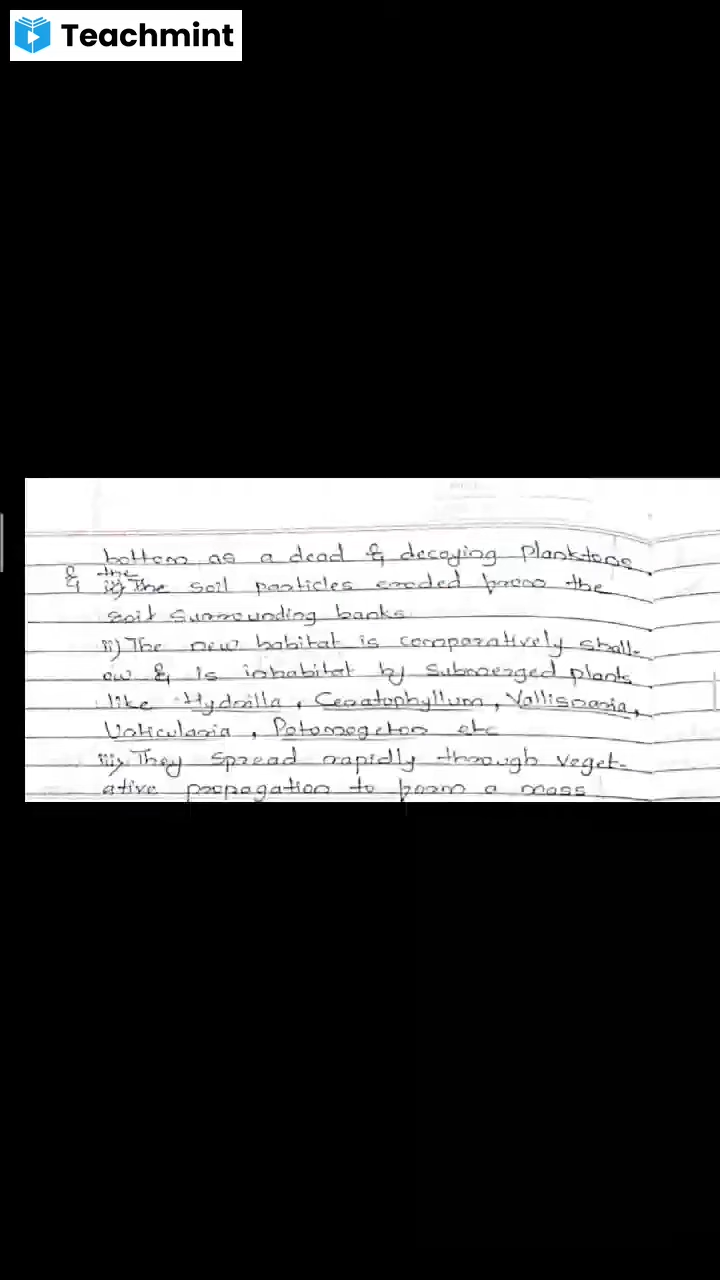 Teachmint
bottom as a dead & decaying planktons
& the
ii) The soil particles eroded from the
soil surrounding banks
ii) The new habitat is comparatively shall-
ow & is inhabitat by submerged plants
like Hydrilla, Ceratophyllum, Vallisnaria,
Utricularia, Potomogeton etc
iii) They spread rapidly through veget-
ative propagation to form a mass